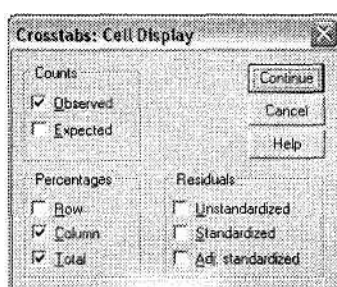 Crosstabs: Cell Display
Counts
Observed
Expected
Continue
Cancel
Help
Percentages
Row
Column
Total
Residuals
Unstandardized
Standardized
Adj. standardized